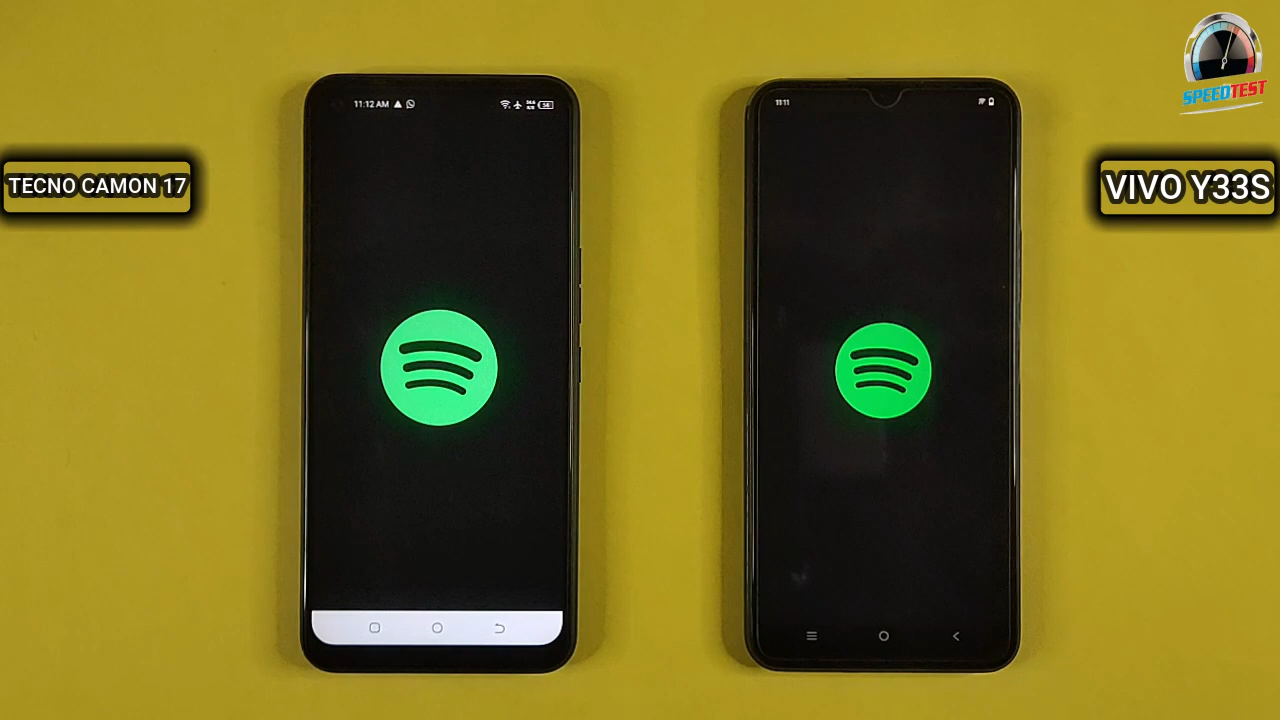 SPEEDTEST
11:12 AM
11:11
TECNO CAMON 17
VIVO Y33S